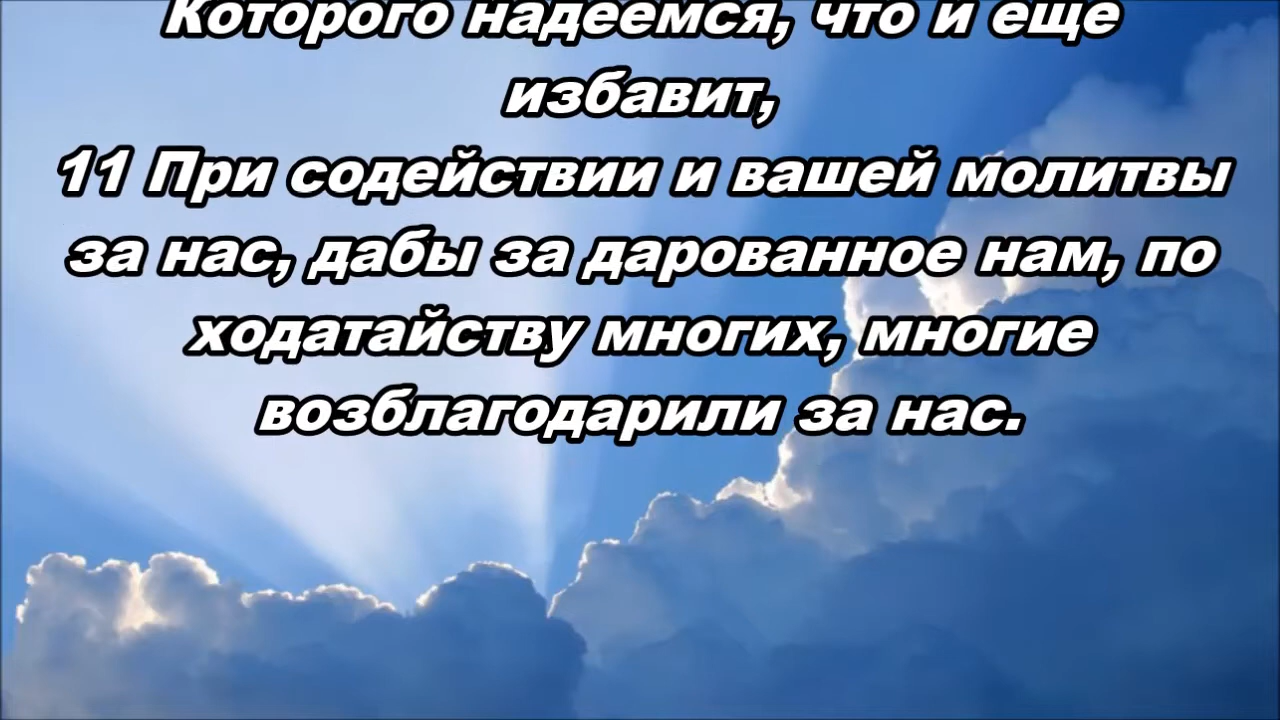 Которого надеемся, что и еще
избавит,
11 При содействии и вашей молитвы
за нас, дабы за дарованное нам, по
ходатайству многих, многие
возблагодарили за нас.